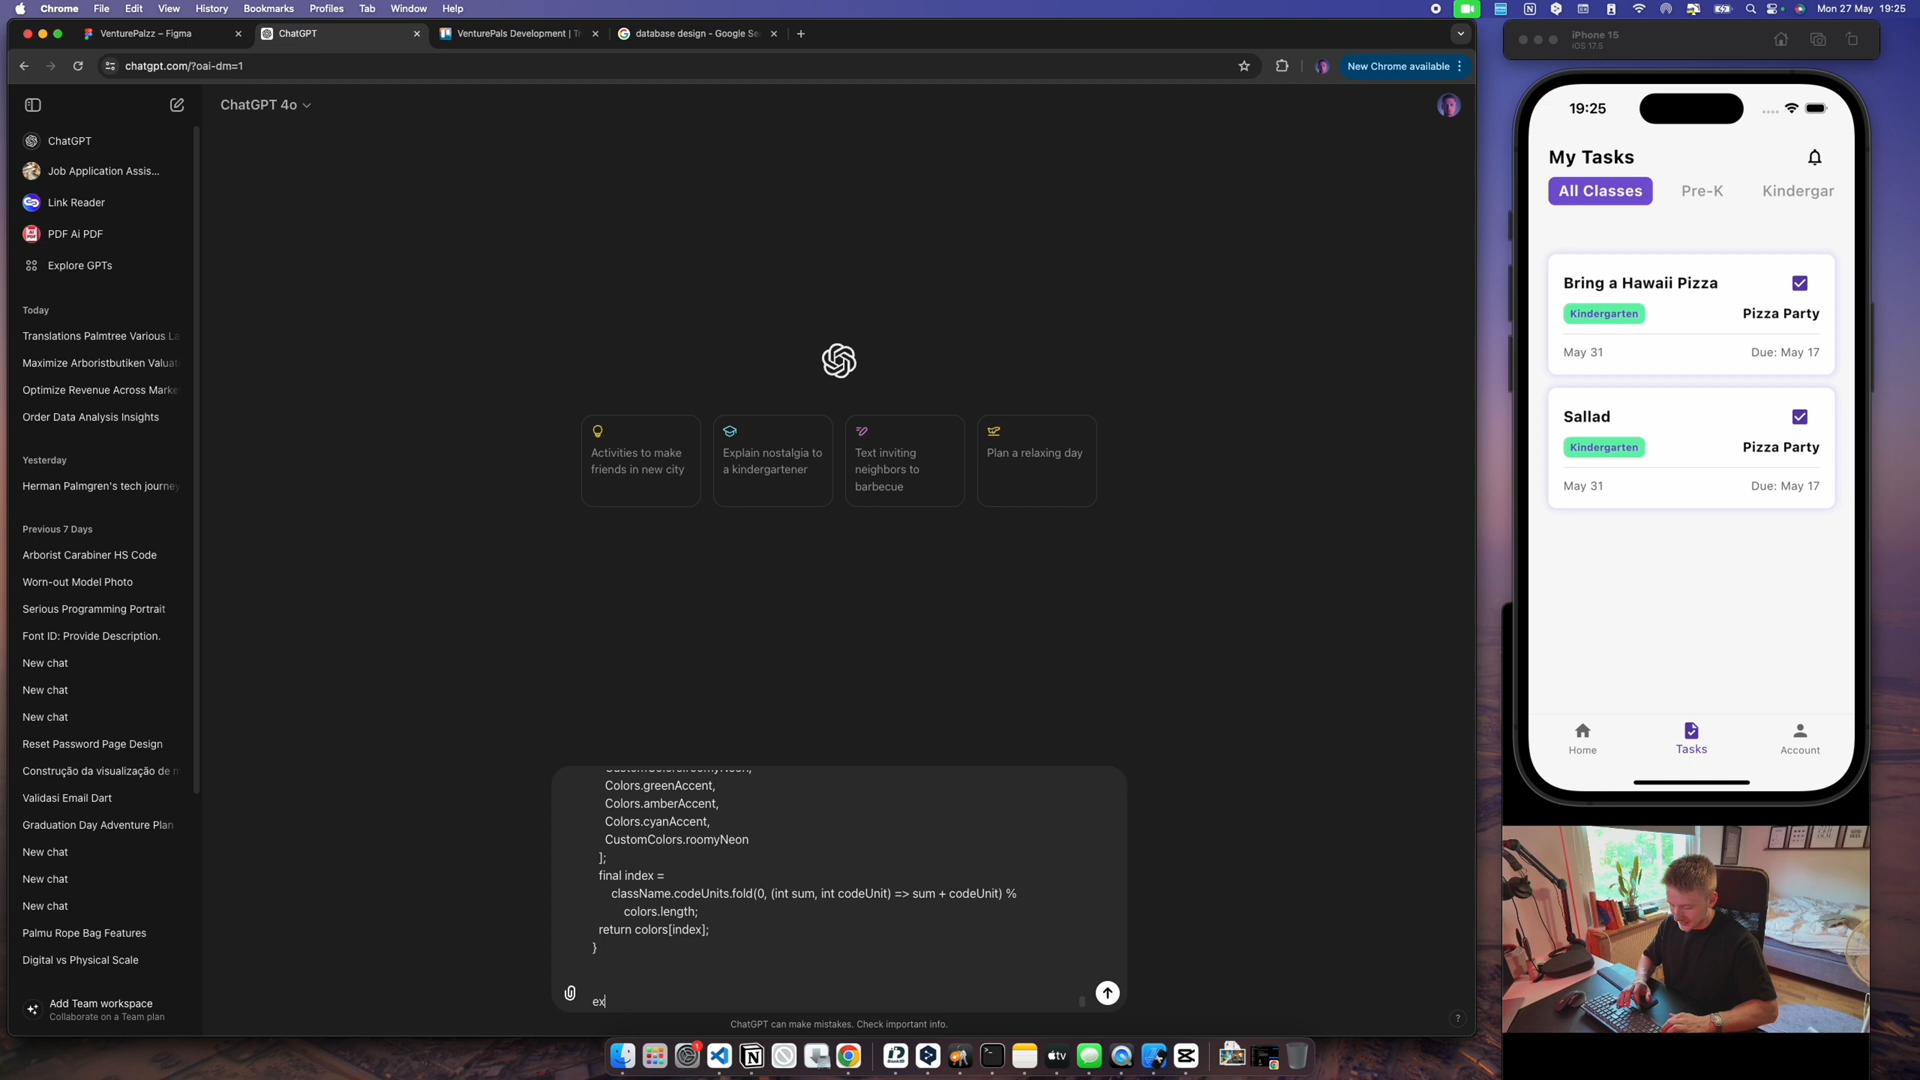 Chrome File Edit View History Bookmarks Profiles Tab Window Help
Mon 27 May 19:25
VenturePalzz – Figma
ChatGPT
VenturePals Development | Tr
database design - Google Se
chatgpt.com/?oai-dm=1
New Chrome available
ChatGPT 4o
ChatGPT
Job Application Assis...
Link Reader
PDF Ai PDF
Explore GPTs
Today
Translations Palmtree Various La
Maximize Arboristbutiken Valuat
Optimize Revenue Across Marke
Order Data Analysis Insights
Yesterday
Herman Palmgren's tech journey
Previous 7 Days
Arborist Carabiner HS Code
Worn-out Model Photo
Serious Programming Portrait
Font ID: Provide Description.
New chat
New chat
New chat
Reset Password Page Design
Construção da visualização de m
Validasi Email Dart
Graduation Day Adventure Plan
New chat
New chat
New chat
Palmu Rope Bag Features
Digital vs Physical Scale
Add Team workspace
Collaborate on a Team plan
Activities to make
friends in new city
Explain nostalgia to
a kindergartener
Text inviting
neighbors to
barbecue
Plan a relaxing day
CustomColors.roomyNeon,
Colors.greenAccent,
Colors.amberAccent,
Colors.cyanAccent,
CustomColors.roomyNeon
];
final index =
className.codeUnits.fold(0, (int sum, int codeUnit) => sum + codeUnit) %
colors.length;
return colors[index];
}
ex
ChatGPT can make mistakes. Check important info.
?
iPhone 15
iOS 17.5
19:25
My Tasks
All Classes Pre-K Kindergar
Bring a Hawaii Pizza
Kindergarten Pizza Party
May 31 Due: May 17
Sallad
Kindergarten Pizza Party
May 31 Due: May 17
Home Tasks Account